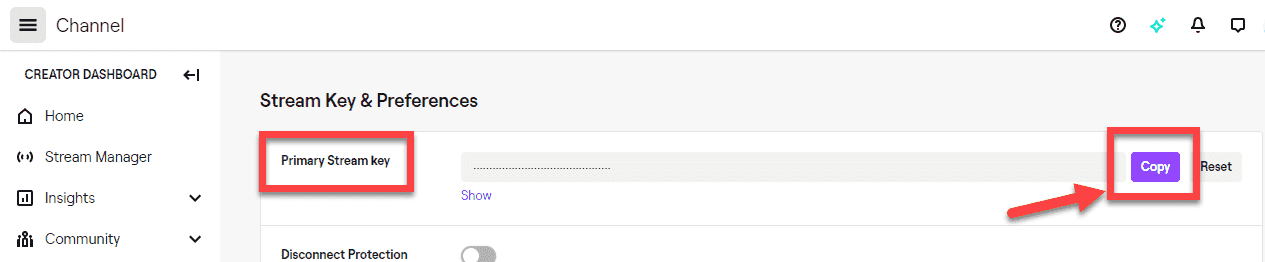 Channel
CREATOR DASHBOARD
Home
Stream Manager
Insights
Community
Stream Key & Preferences
Primary Stream key
Copy
Reset
Show
Disconnect Protection